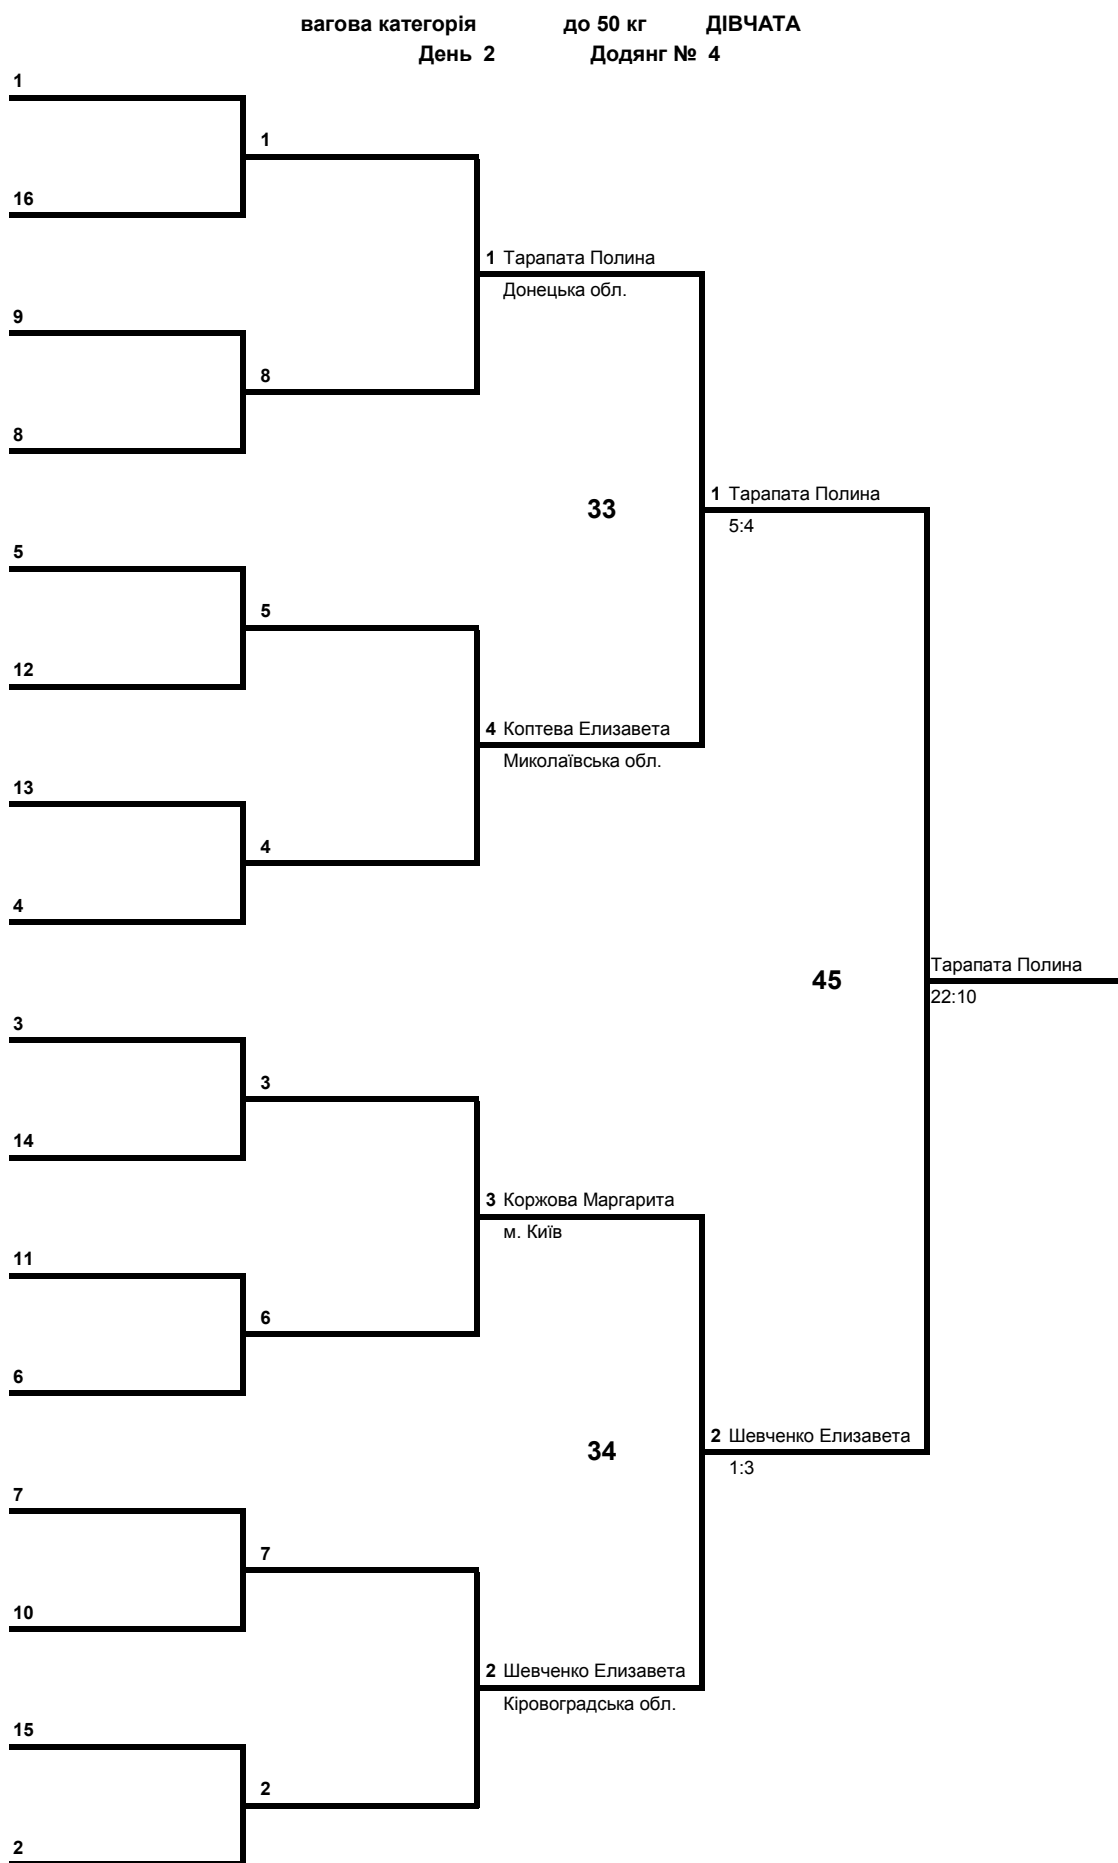 вагова категорія до 50 кг ДІВЧАТА
День 2 Додянг № 4
1
1
16
1 Тарапата Полина
Донецька обл.
9
8
8
33
1 Тарапата Полина
5:4
5
5
12
4 Коптева Елизавета
Миколаївська обл.
13
4
4
45
Тарапата Полина
22:10
3
3
14
3 Коржова Маргарита
м. Київ
11
6
6
34
2 Шевченко Елизавета
1:3
7
7
10
2 Шевченко Елизавета
Кіровоградська обл.
15
2
2